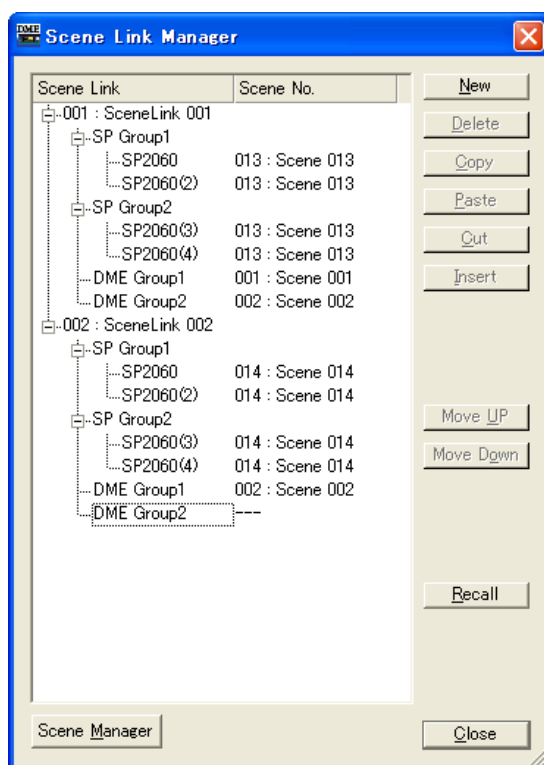 DME Scene Link Manager
Scene Link Scene No.
001 : SceneLink 001
SP Group1
SP2060 013 : Scene 013
SP2060(2) 013 : Scene 013
SP Group2
SP2060(3) 013 : Scene 013
SP2060(4) 013 : Scene 013
DME Group1 001 : Scene 001
DME Group2 002 : Scene 002
002 : SceneLink 002
SP Group1
SP2060 014 : Scene 014
SP2060(2) 014 : Scene 014
SP Group2
SP2060(3) 014 : Scene 014
SP2060(4) 014 : Scene 014
DME Group1 002 : Scene 002
DME Group2 ---
New
Delete
Copy
Paste
Cut
Insert
Move UP
Move Down
Recall
Scene Manager
Close